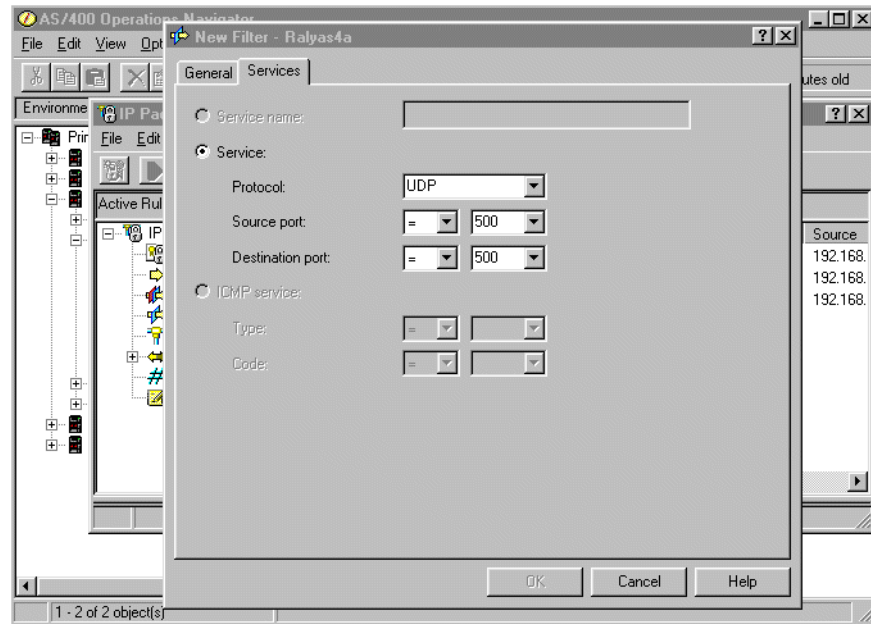 AS/400 Operations Navigator
File Edit View Opt
utes old
Environme
Prir
IP Pac
File Edit
Active Rul
IP
Source
192.168.
192.168.
192.168.
1 - 2 of 2 object(s)
New Filter - Ralyas4a
General Services
Service name:
Service:
Protocol: UDP
Source port: = 500
Destination port: = 500
ICMP service:
Type: =
Code: =
OK Cancel Help